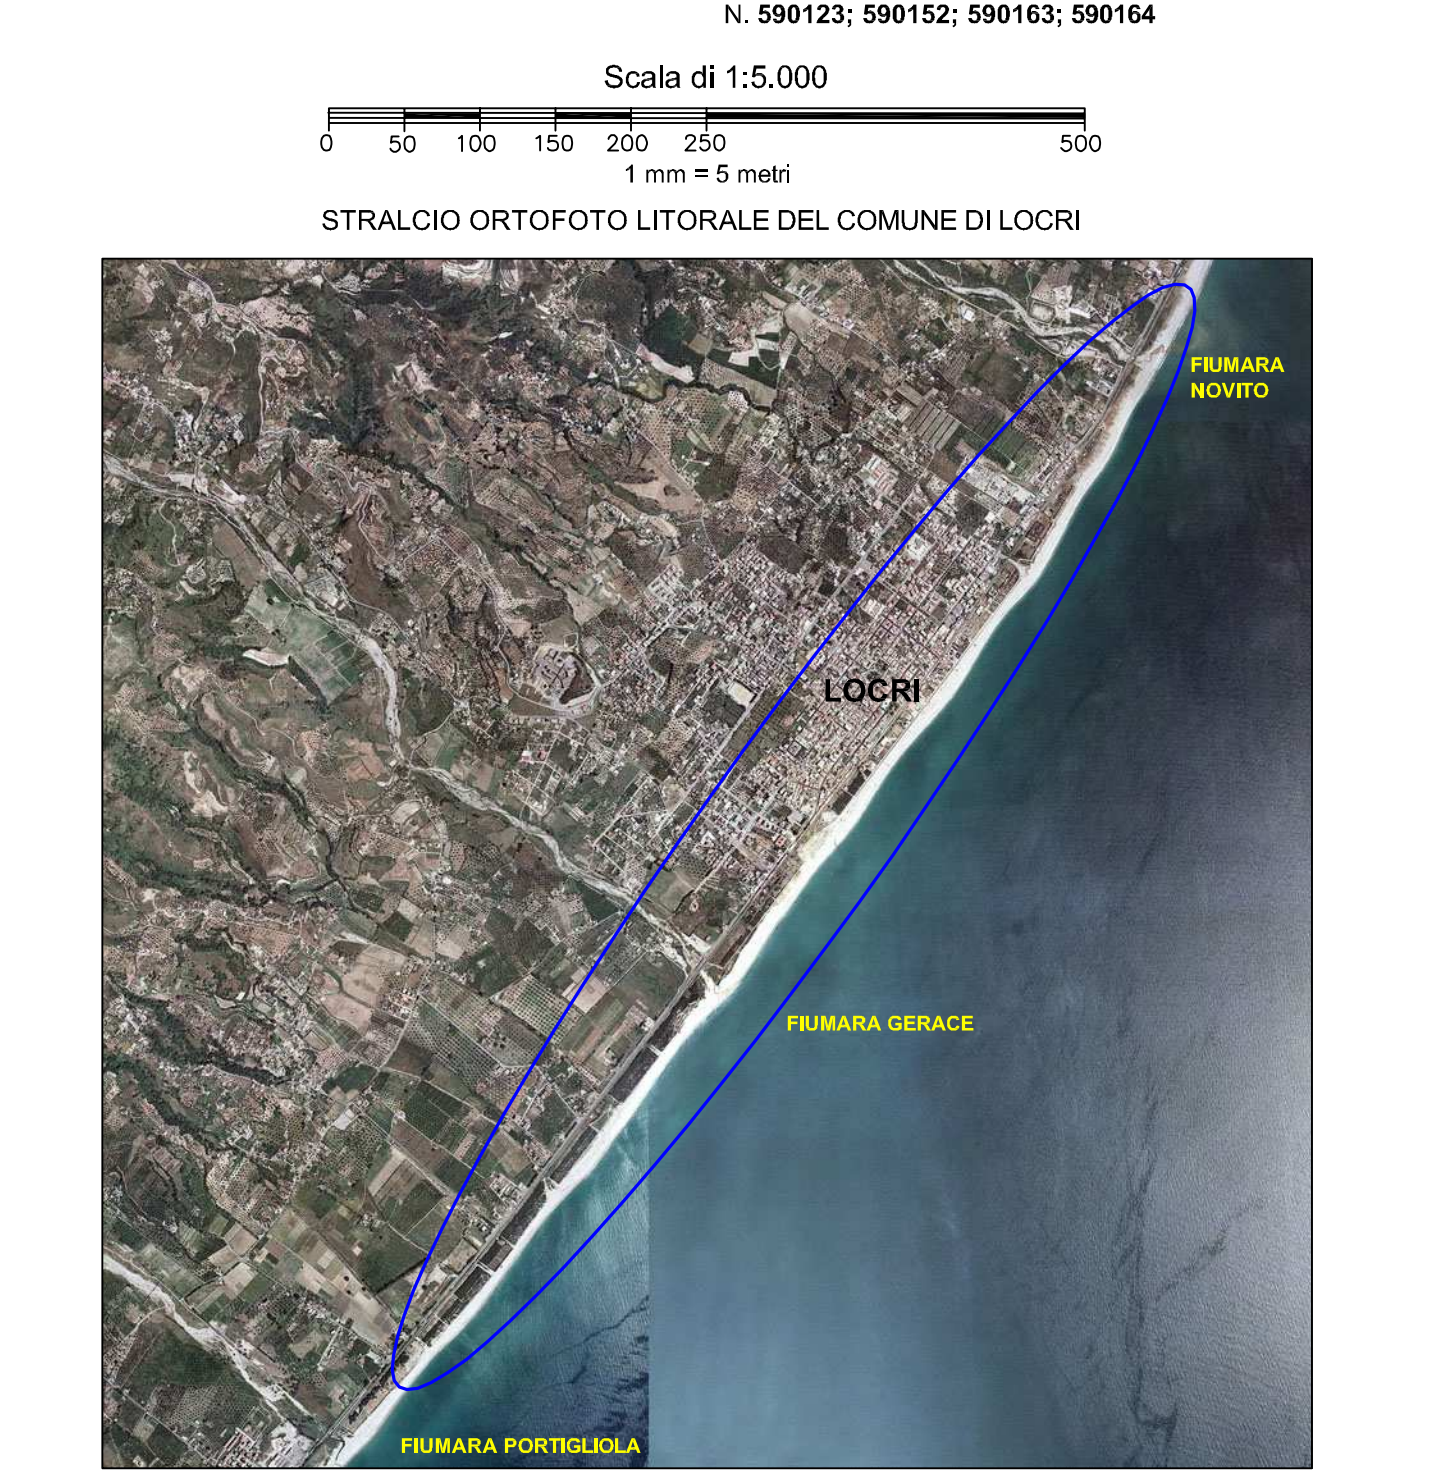 N. 590123; 590152; 590163; 590164
Scala di 1:5.000
0 50 100 150 200 250 500
1 mm = 5 metri
STRALCIO ORTOFOTO LITORALE DEL COMUNE DI LOCRI
FIUMARA
NOVITO
LOCRI
FIUMARA GERACE
FIUMARA PORTIGLIOLA